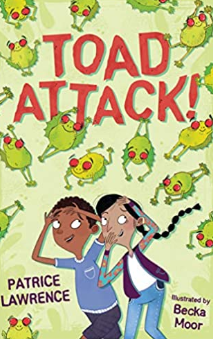 TOAD
ATTACK!
PATRICE
LAWRENCE
Illustrated by
Becka
Moor